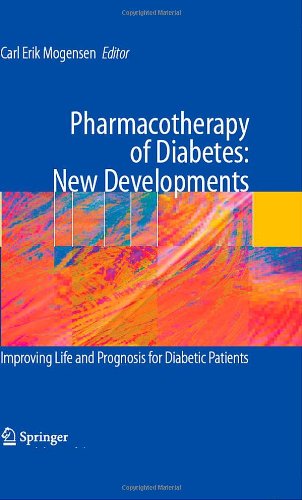 Carl Erik Mogensen Editor
Pharmacotherapy
of Diabetes:
New Developments
Improving Life and Prognosis for Diabetic Patients
Springer